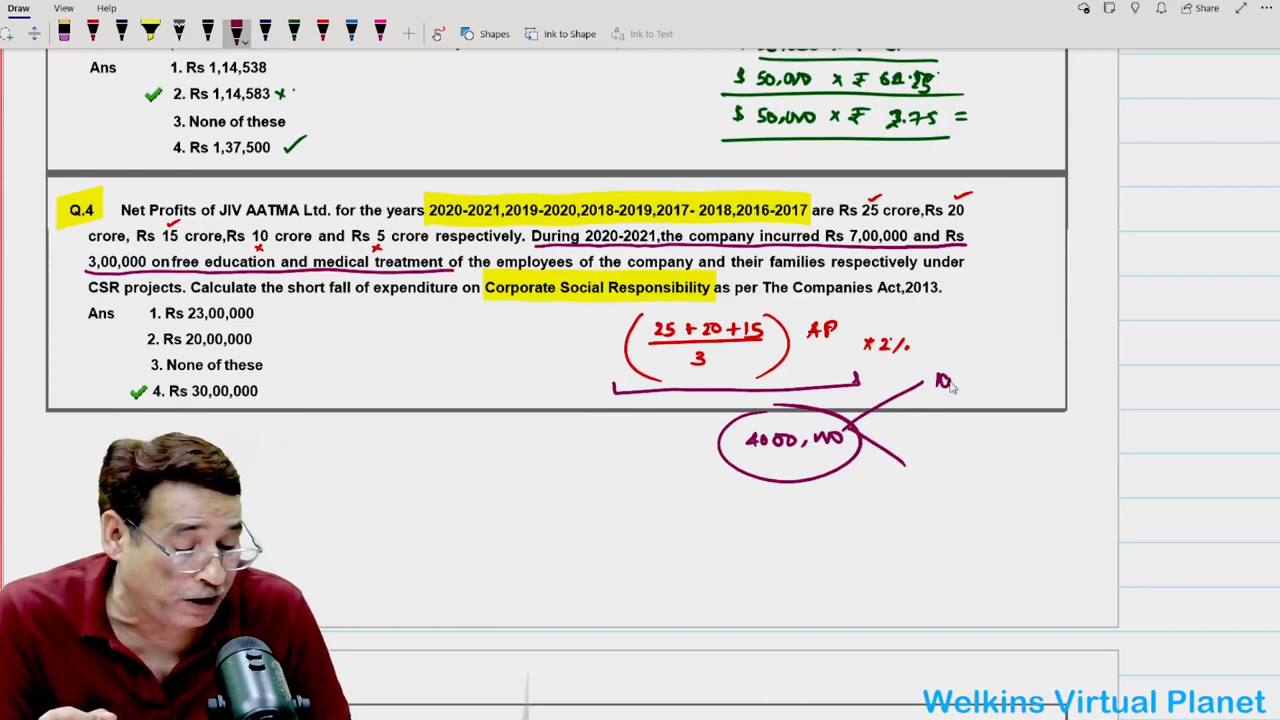 Draw View Help Share
Shapes Ink to Shape Ink to Text
Ans 1. Rs 1,14,538
2. Rs 1,14,583
3. None of these
4. Rs 1,37,500
$ 50,000 x ₹
$ 50,000 x ₹ 3.75 =
Q.4 Net Profits of JIV AATMA Ltd. for the years 2020-2021,2019-2020,2018-2019,2017- 2018,2016-2017 are Rs 25 crore,Rs 20
crore, Rs 15 crore,Rs 10 crore and Rs 5 crore respectively. During 2020-2021,the company incurred Rs 7,00,000 and Rs
3,00,000 onfree education and medical treatment of the employees of the company and their families respectively under
CSR projects. Calculate the short fall of expenditure on Corporate Social Responsibility as per The Companies Act,2013.
Ans 1. Rs 23,00,000
2. Rs 20,00,000
3. None of these
4. Rs 30,00,000
25 + 20 + 15 AP
3
x 2%
10
4000,000
Welkins Virtual Planet